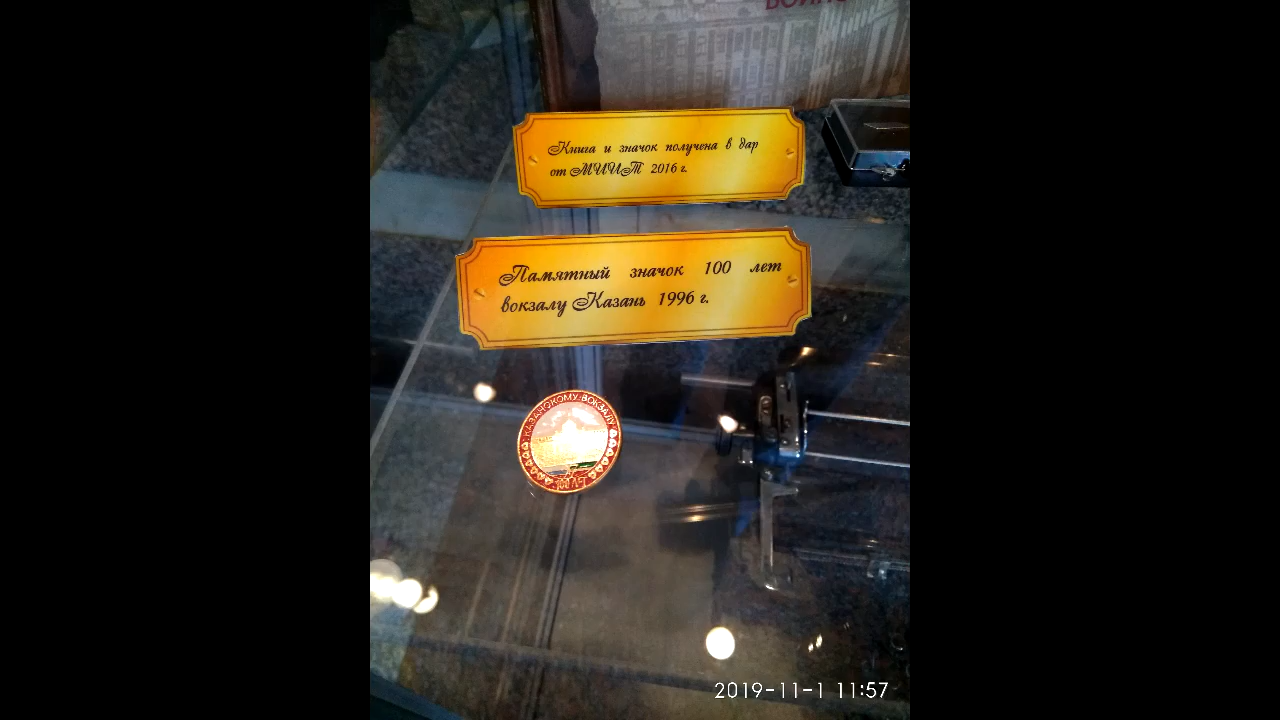 Книга и значок получена в дар
от МИИТ 2016 г.
Памятный значок 100 лет
вокзалу Казань 1996 г.
КАЗАНСКОМУ ВОКЗАЛУ
100 ЛЕТ
2019-11-1 11:57